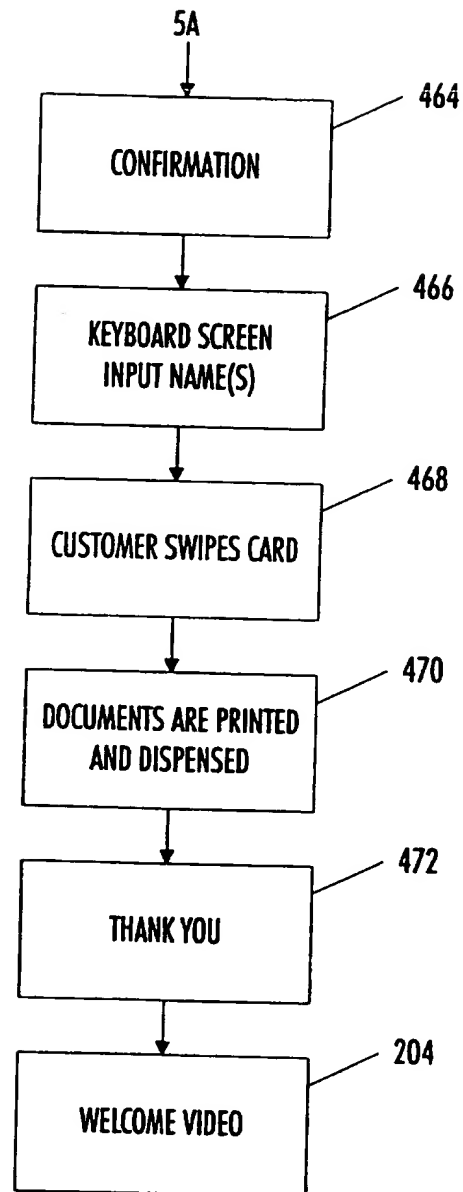 5A
464
CONFIRMATION
466
KEYBOARD SCREEN
INPUT NAME(S)
468
CUSTOMER SWIPES CARD
470
DOCUMENTS ARE PRINTED
AND DISPENSED
472
THANK YOU
204
WELCOME VIDEO